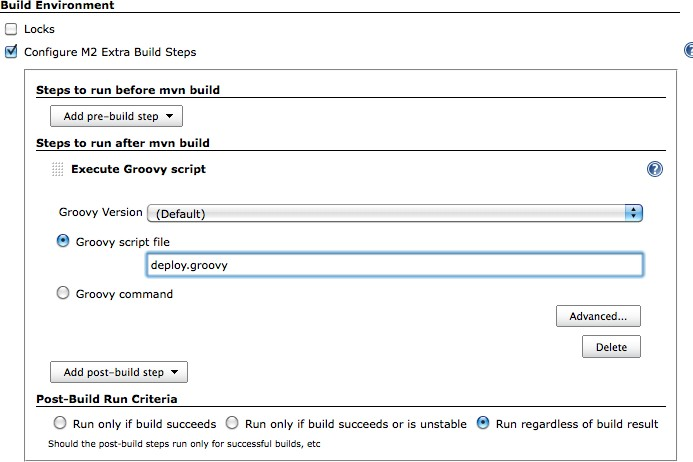 Build Environment
Locks
Configure M2 Extra Build Steps
Steps to run before mvn build
Add pre-build step
Steps to run after mvn build
Execute Groovy script
Groovy Version (Default)
Groovy script file
deploy.groovy
Groovy command
Advanced...
Delete
Add post-build step
Post-Build Run Criteria
Run only if build succeeds Run only if build succeeds or is unstable Run regardless of build result
Should the post-build steps run only for successful builds, etc